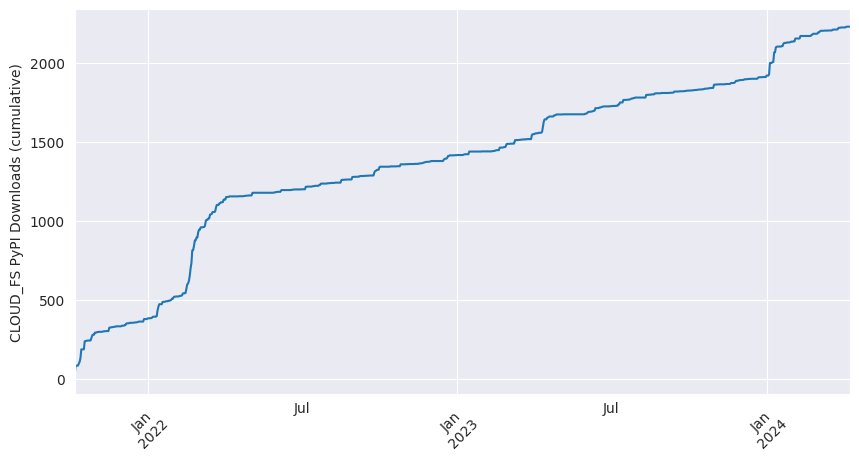 CLOUD_FS PyPI Downloads (cumulative)
2000
1500
1000
500
0
Jan
2022
Jul
Jan
2023
Jul
Jan
2024